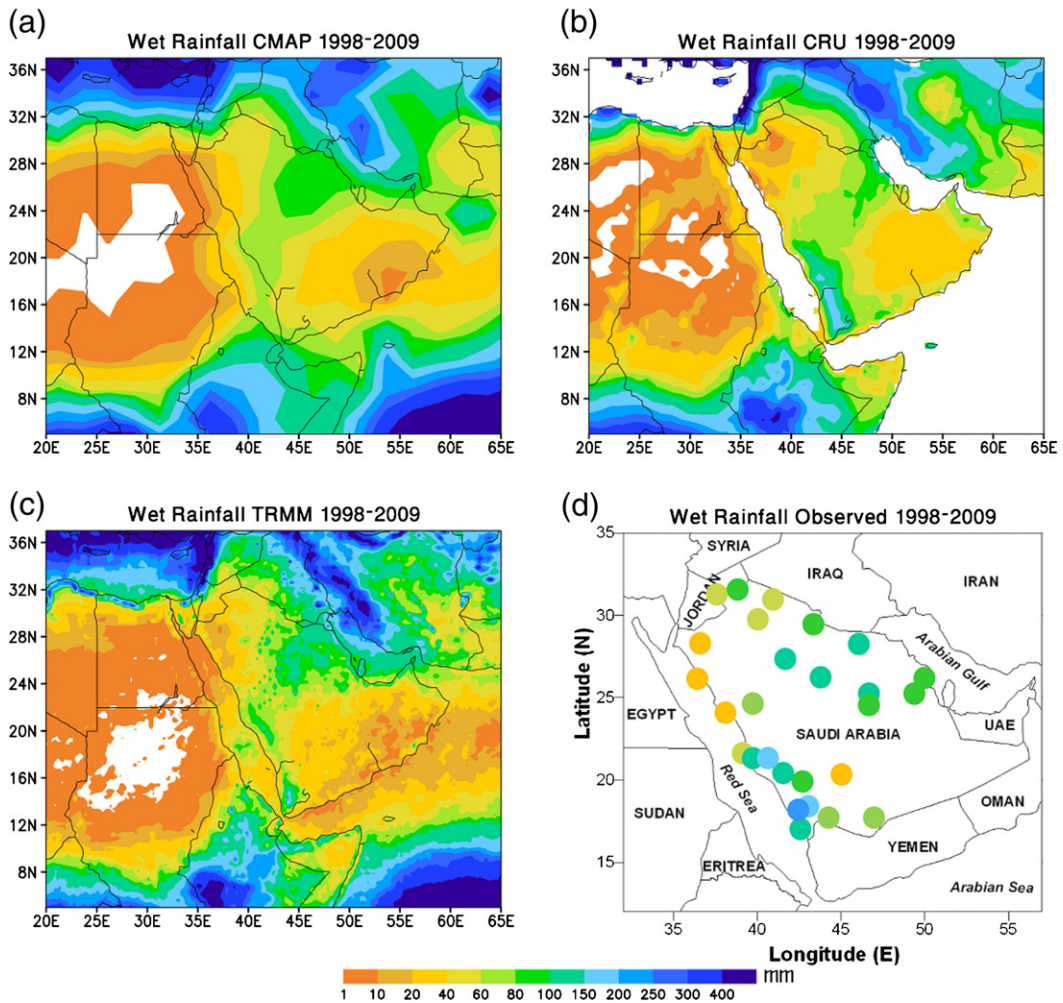 (a)
Wet Rainfall CMAP 1998-2009
36N
32N
28N
24N
20N
16N
12N
8N
20E 25E 30E 35E 40E 45E 50E 55E 60E 65E
(b)
Wet Rainfall CRU 1998-2009
36N
32N
28N
24N
20N
16N
12N
8N
20E 25E 30E 35E 40E 45E 50E 55E 60E 65E
(c)
Wet Rainfall TRMM 1998-2009
36N
32N
28N
24N
20N
16N
12N
8N
20E 25E 30E 35E 40E 45E 50E 55E 60E 65E
(d)
Wet Rainfall Observed 1998-2009
35
30
25
20
15
Latitude (N)
SYRIA
IRAQ
IRAN
JORDAN
Arabian Gulf
EGYPT
SAUDI ARABIA
UAE
Red Sea
SUDAN
OMAN
YEMEN
ERITREA
Arabian Sea
35 40 45 50 55
Longitude (E)
1 10 20 40 60 80 100 150 200 250 300 400
mm